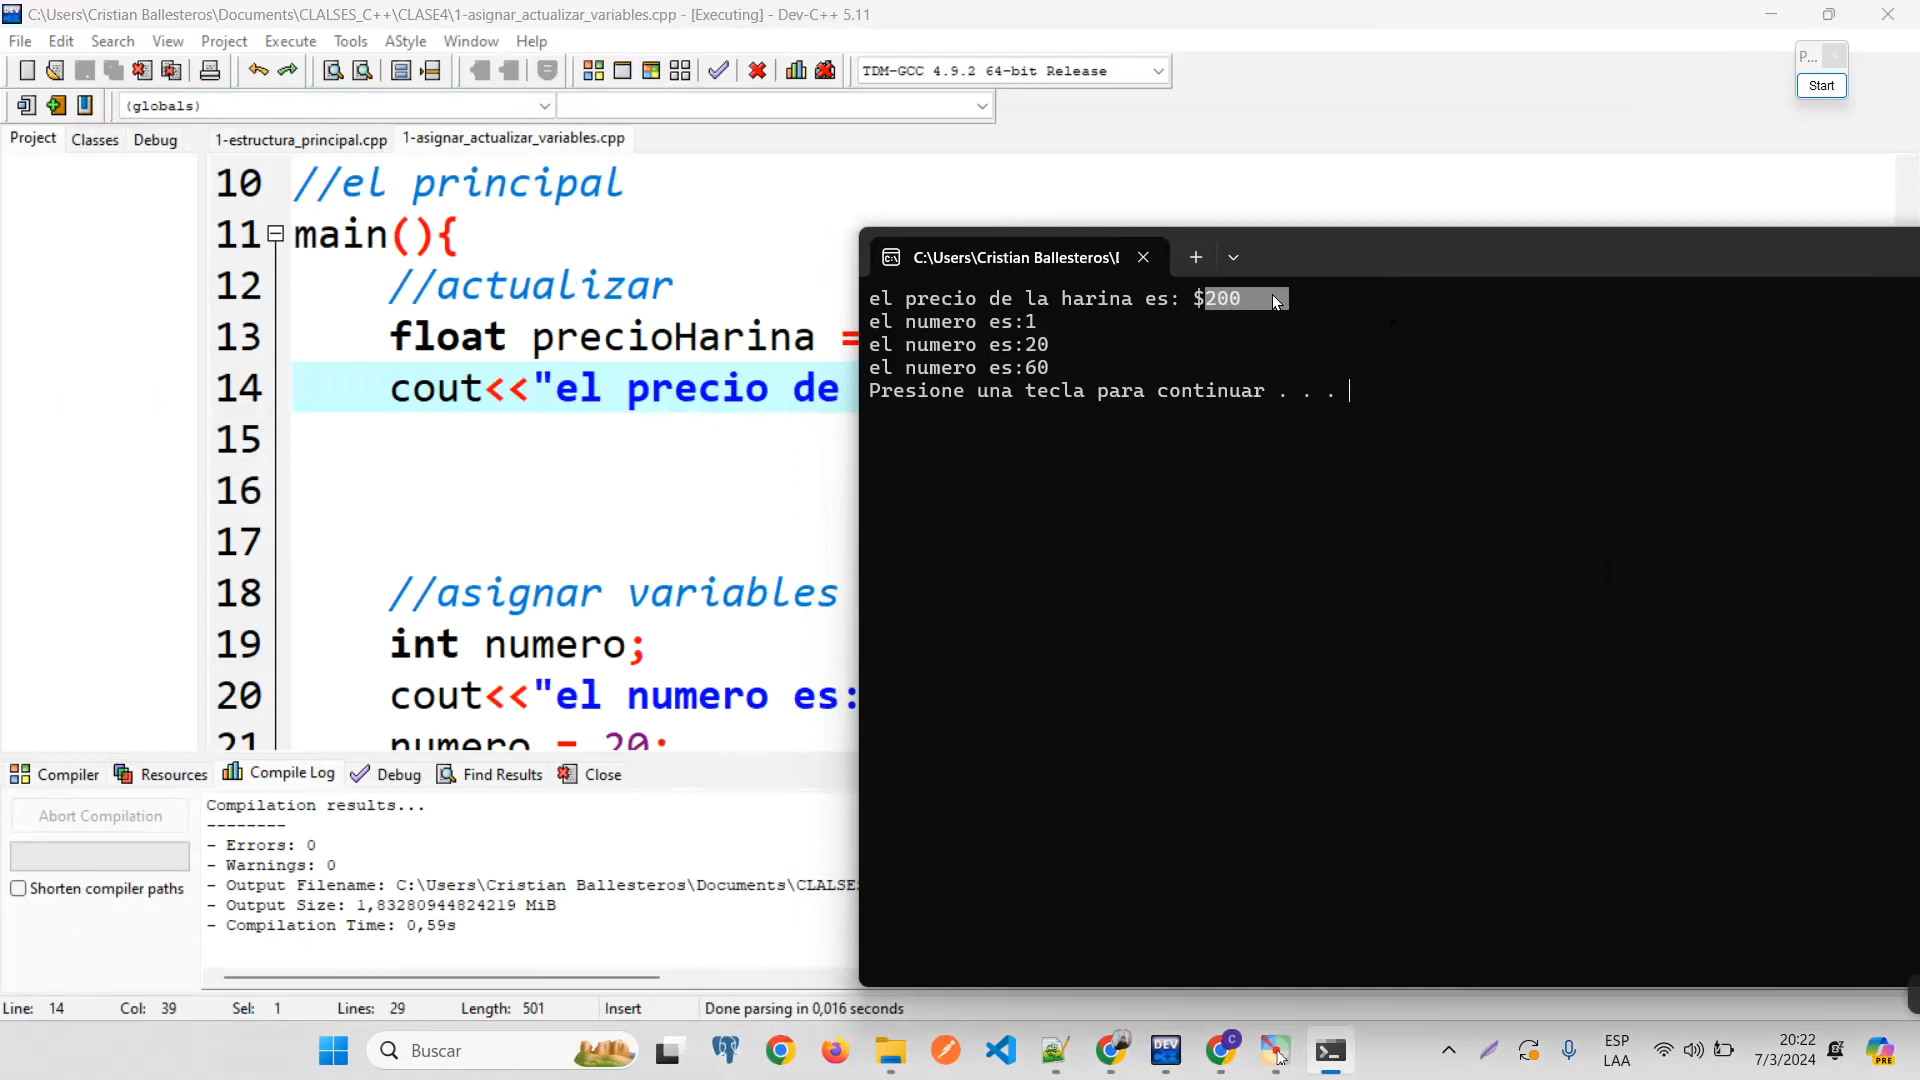 C:\Users\Cristian Ballesteros\Documents\CLALSES_C++\CLASE4\1-asignar_actualizar_variables.cpp - [Executing] - Dev-C++ 5.11
File Edit Search View Project Execute Tools AStyle Window Help
TDM-GCC 4.9.2 64-bit Release
P...
Start
(globals)
Project Classes Debug
1-estructura_principal.cpp 1-asignar_actualizar_variables.cpp
10 //el principal
11 main(){
12 //actualizar
13 float precioHarina =
14 cout<<"el precio de
15
16
17
18 //asignar variables
19 int numero;
20 cout<<"el numero es:
21 numero = 20;
C:\Users\Cristian Ballesteros\
el precio de la harina es: $200
el numero es:1
el numero es:20
el numero es:60
Presione una tecla para continuar . . .
Compiler Resources Compile Log Debug Find Results Close
Abort Compilation
Shorten compiler paths
Compilation results...
--------
- Errors: 0
- Warnings: 0
- Output Filename: C:\Users\Cristian Ballesteros\Documents\CLALSE
- Output Size: 1,83280944824219 MiB
- Compilation Time: 0,59s
Line: 14 Col: 39 Sel: 1 Lines: 29 Length: 501 Insert Done parsing in 0,016 seconds
Buscar
DEV
C
ESP
LAA
20:22
7/3/2024
PRE